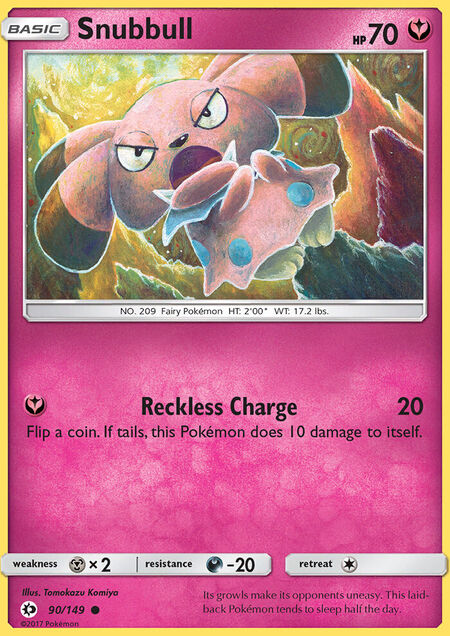 BASIC
Snubbull
HP 70
NO. 209 Fairy Pokémon HT: 2'00" WT: 17.2 lbs.
Reckless Charge 20
Flip a coin. If tails, this Pokémon does 10 damage to itself.
weakness × 2 resistance –20 retreat
Illus. Tomokazu Komiya
90/149
©2017 Pokémon
Its growls make its opponents uneasy. This laid-
back Pokémon tends to sleep half the day.